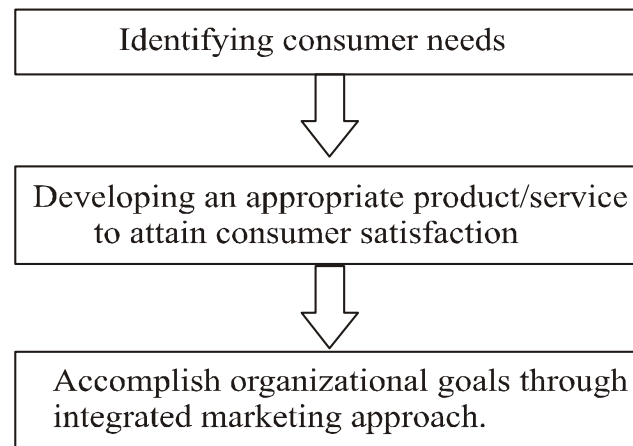 Identifying consumer needs
Developing an appropriate product/service
to attain consumer satisfaction
Accomplish organizational goals through
integrated marketing approach.